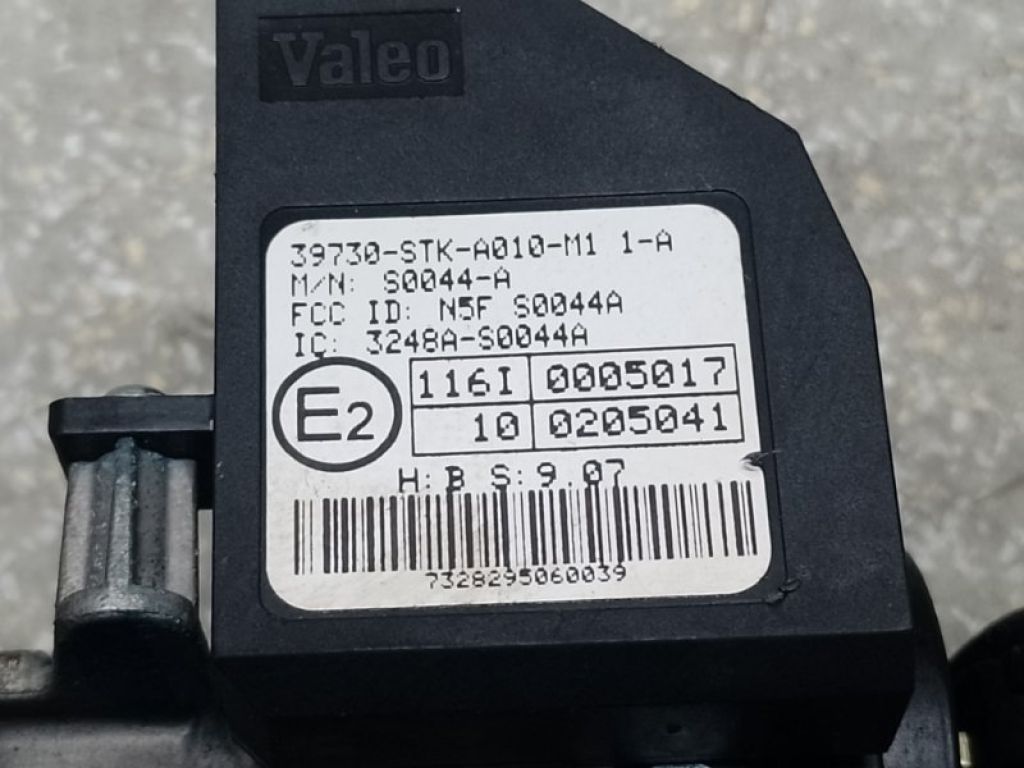 Valeo
39730-STK-A010-M1 1-A
M/N: S0044-A
FCC ID: N5F S0044A
IC: 3248A-S0044A
E2
116I 0005017
10 0205041
H: B S: 9.07
7328295060039